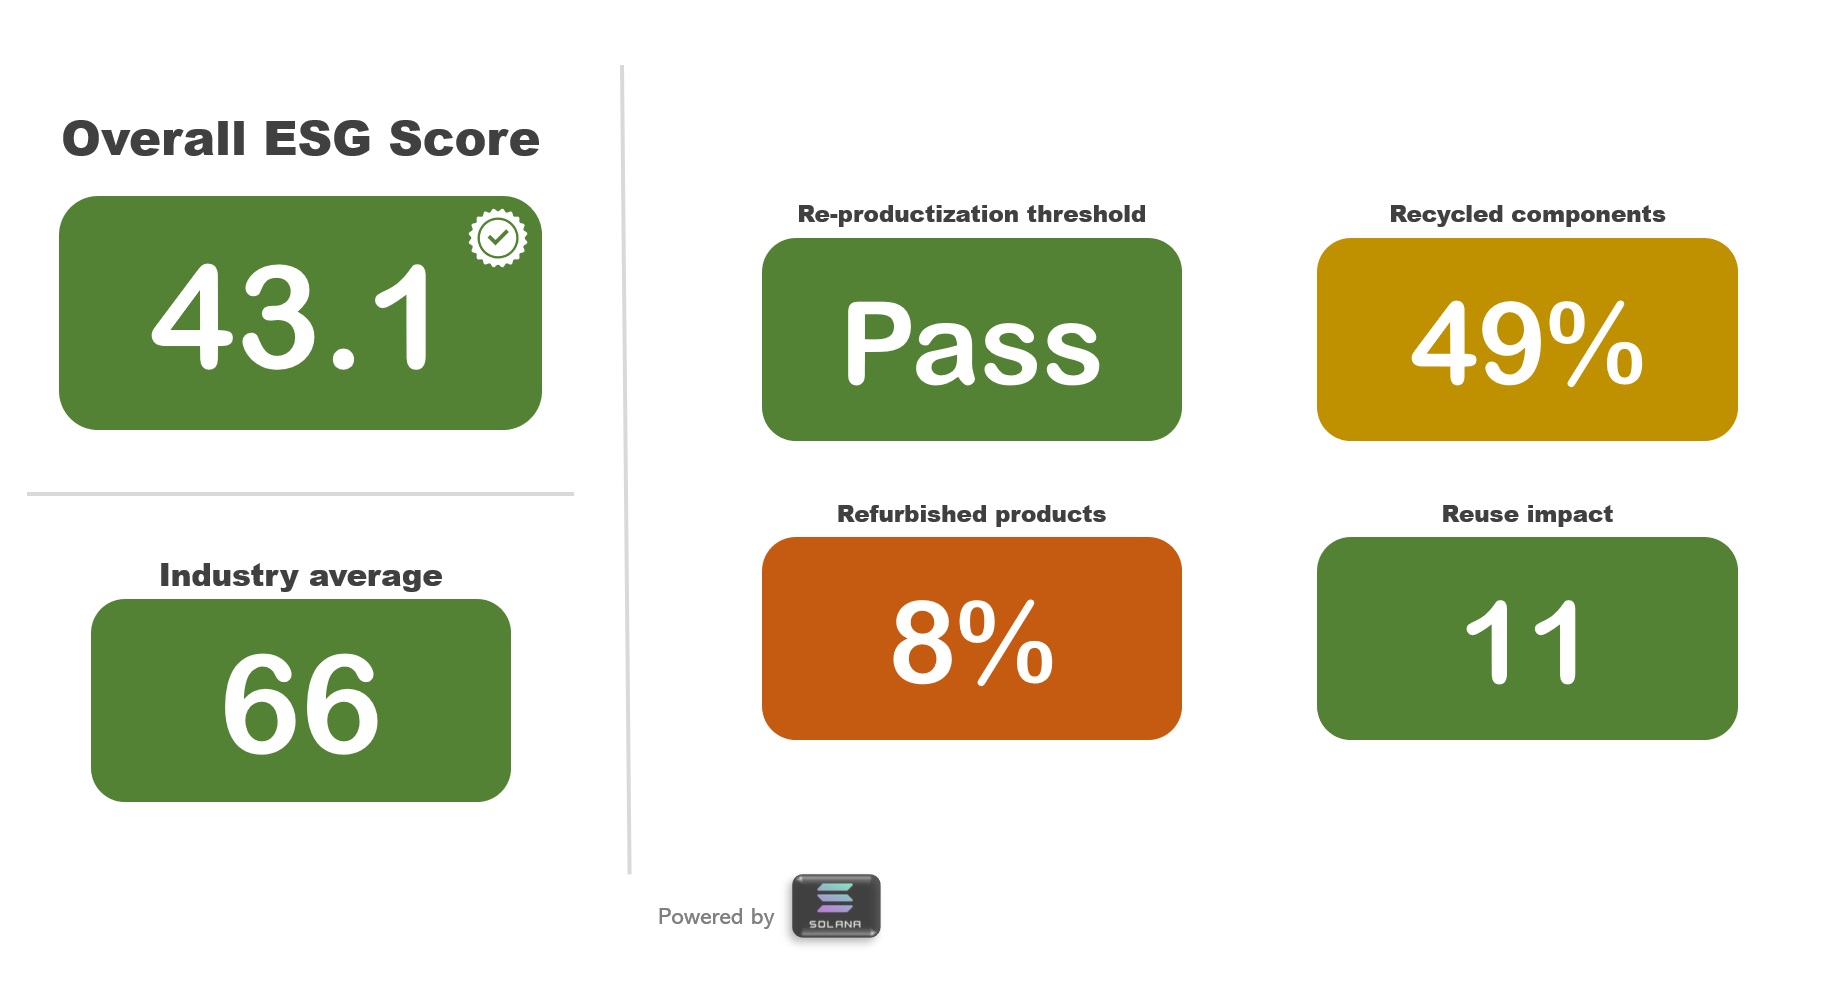 Overall ESG Score
43.1
Industry average
66
Re-productization threshold
Pass
Recycled components
49%
Refurbished products
8%
Reuse impact
11
Powered by
SOLANA